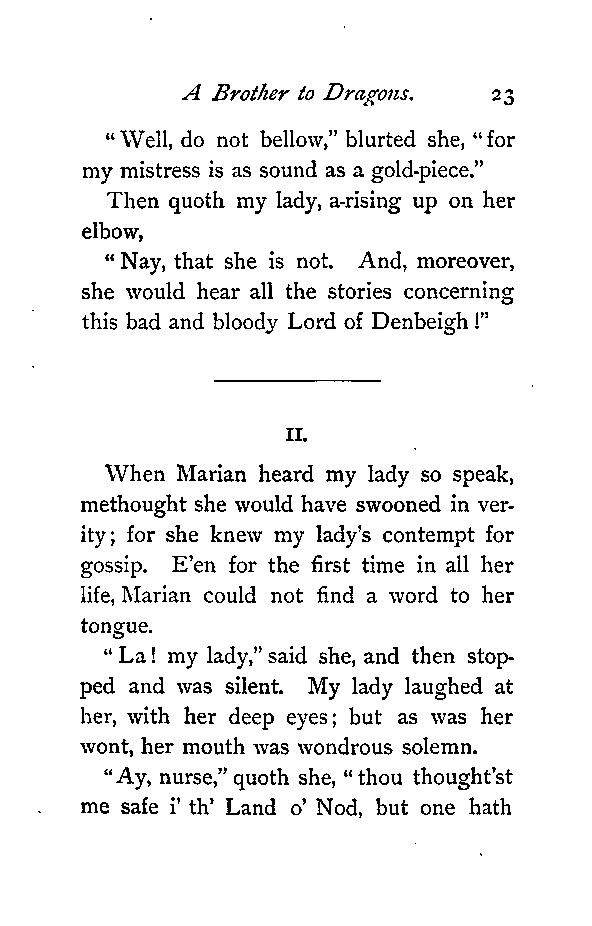 A Brother to Dragons. 23
“Well, do not bellow,” blurted she, “for
my mistress is as sound as a gold-piece.”
Then quoth my lady, a-rising up on her
elbow,
“Nay, that she is not. And, moreover,
she would hear all the stories concerning
this bad and bloody Lord of Denbeigh!”
II.
When Marian heard my lady so speak,
methought she would have swooned in ver-
ity; for she knew my lady's contempt for
gossip. E'en for the first time in all her
life, Marian could not find a word to her
tongue.
“La! my lady,” said she, and then stop-
ped and was silent. My lady laughed at
her, with her deep eyes; but as was her
wont, her mouth was wondrous solemn.
“Ay, nurse,” quoth she, “thou thought'st
me safe i' th' Land o' Nod, but one hath